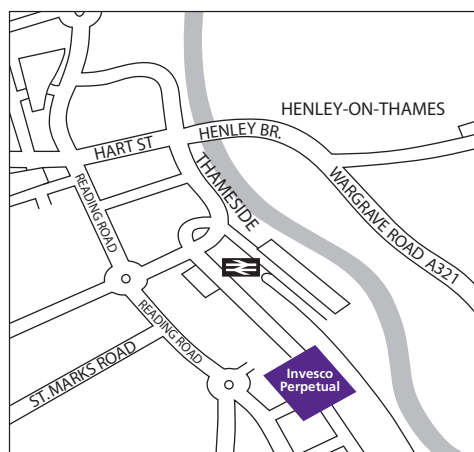 HENLEY-ON-THAMES
HART ST
HENLEY BR.
THAMESIDE
WARGRAVE ROAD A321
READING ROAD
READING ROAD
ST. MARKS ROAD
Invesco
Perpetual